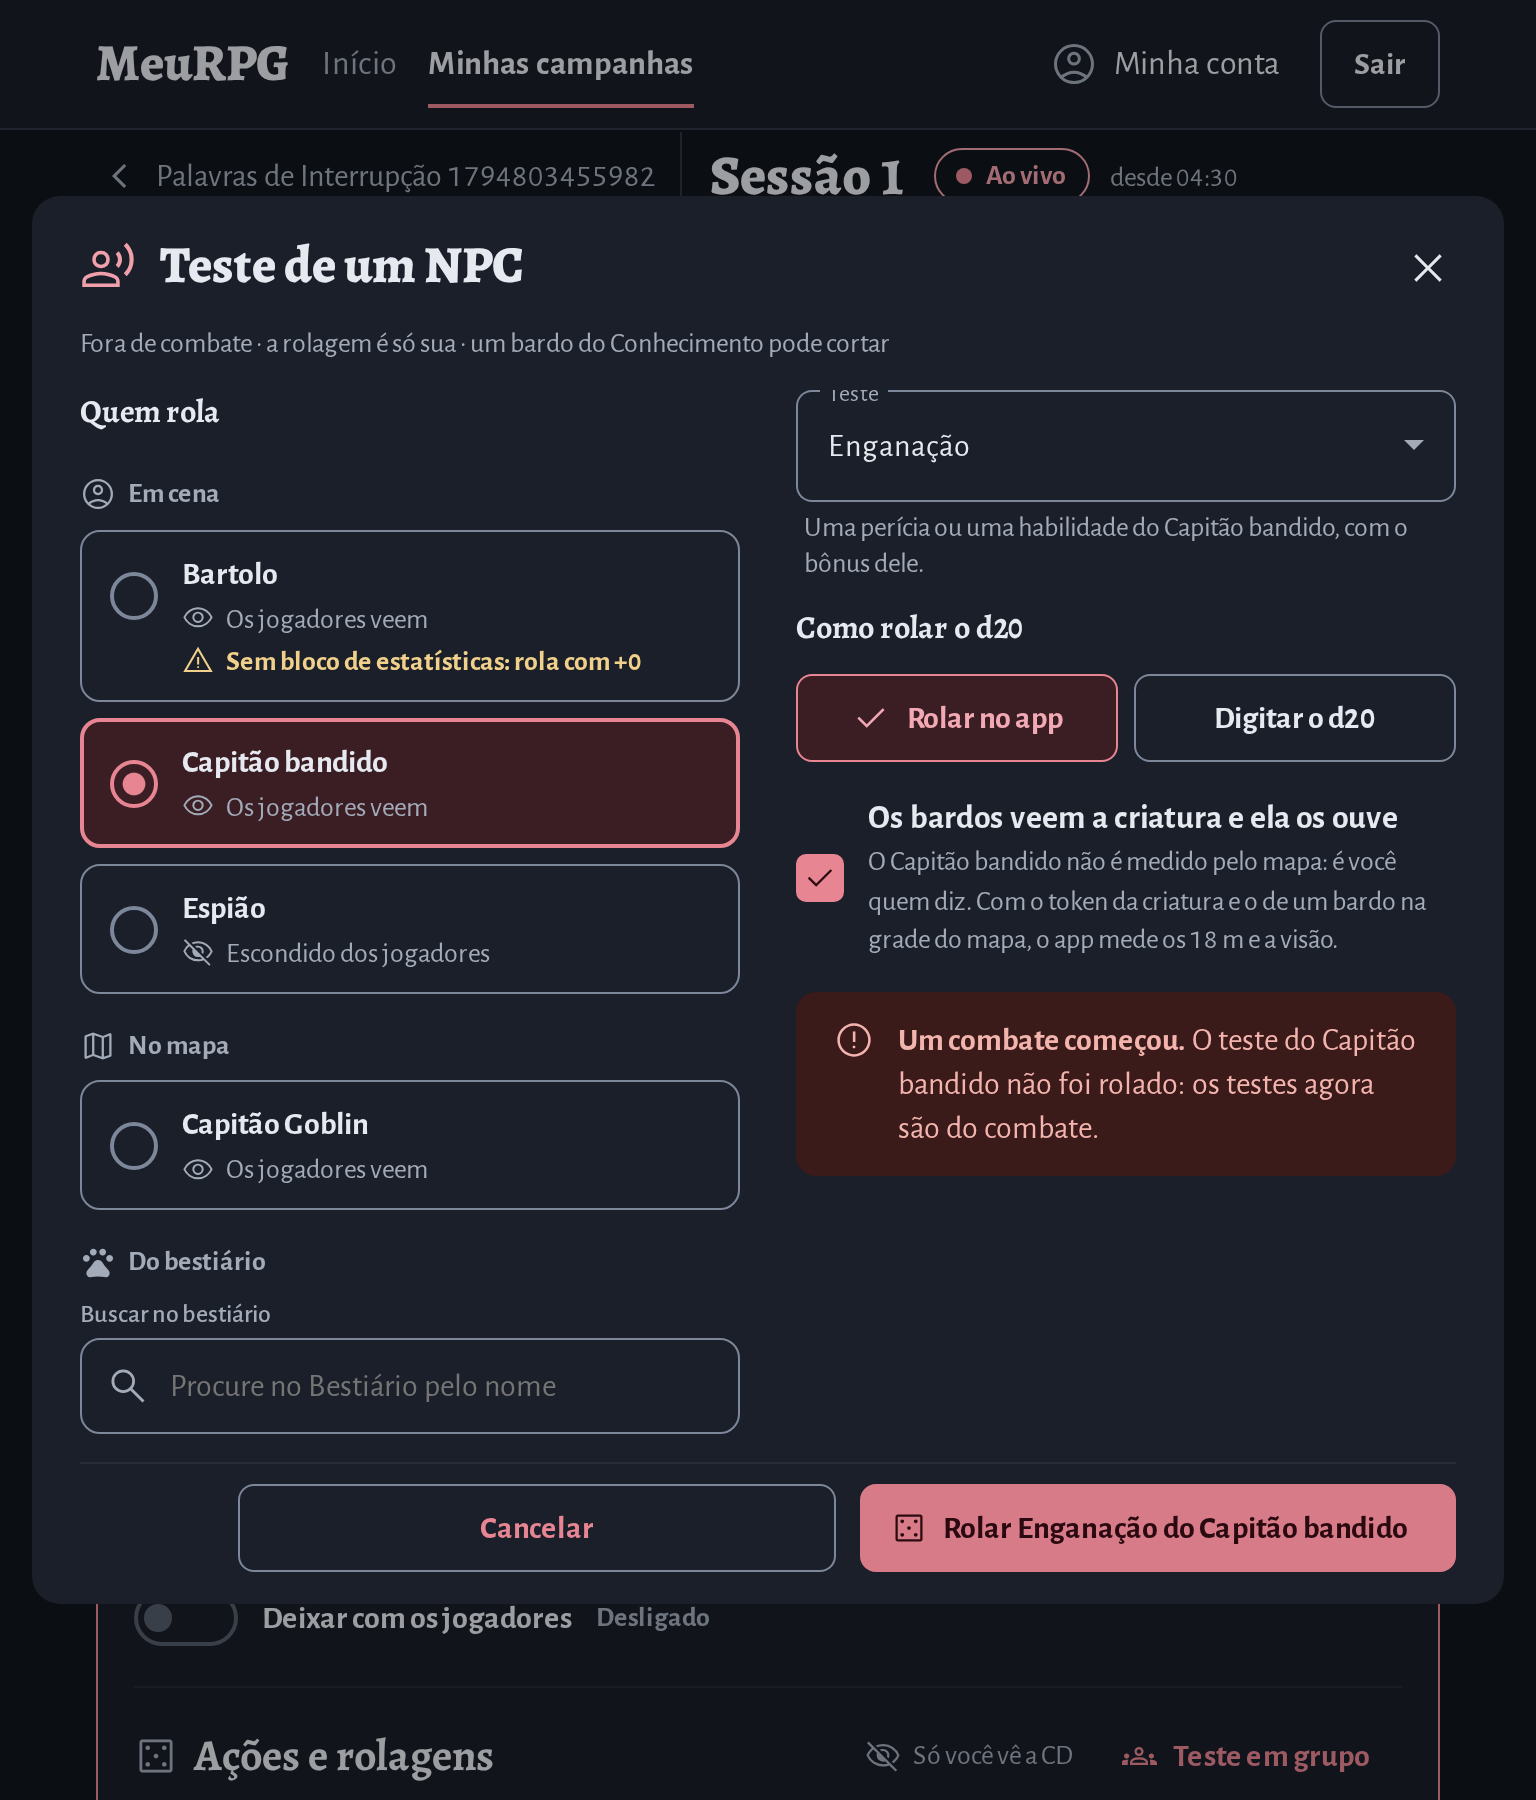 MeuRPG
Início
Minhas campanhas
Minha conta
Sair
Palavras de Interrupção 1794803455982
Sessão 1
Ao vivo
desde 04:30
Teste de um NPC
Fora de combate · a rolagem é só sua · um bardo do Conhecimento pode cortar
Quem rola
Em cena
Bartolo
Os jogadores veem
Sem bloco de estatísticas: rola com +0
Capitão bandido
Os jogadores veem
Espião
Escondido dos jogadores
No mapa
Capitão Goblin
Os jogadores veem
Do bestiário
Buscar no bestiário
Procure no Bestiário pelo nome
Teste
Enganação
Uma perícia ou uma habilidade do Capitão bandido, com o
bônus dele.
Como rolar o d20
Rolar no app
Digitar o d20
Os bardos veem a criatura e ela os ouve
O Capitão bandido não é medido pelo mapa: é você
quem diz. Com o token da criatura e o de um bardo na
grade do mapa, o app mede os 18 m e a visão.
Um combate começou. O teste do Capitão
bandido não foi rolado: os testes agora
são do combate.
Cancelar
Rolar Enganação do Capitão bandido
Deixar com os jogadores
Desligado
Ações e rolagens
Só você vê a CD
Teste em grupo